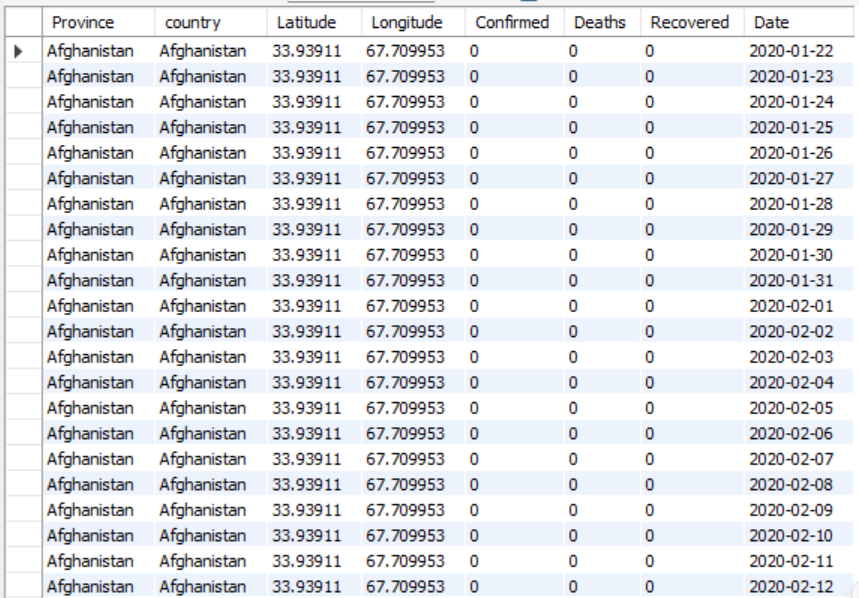 Province country Latitude Longitude Confirmed Deaths Recovered Date
Afghanistan Afghanistan 33.93911 67.709953 0 0 0 2020-01-22
Afghanistan Afghanistan 33.93911 67.709953 0 0 0 2020-01-23
Afghanistan Afghanistan 33.93911 67.709953 0 0 0 2020-01-24
Afghanistan Afghanistan 33.93911 67.709953 0 0 0 2020-01-25
Afghanistan Afghanistan 33.93911 67.709953 0 0 0 2020-01-26
Afghanistan Afghanistan 33.93911 67.709953 0 0 0 2020-01-27
Afghanistan Afghanistan 33.93911 67.709953 0 0 0 2020-01-28
Afghanistan Afghanistan 33.93911 67.709953 0 0 0 2020-01-29
Afghanistan Afghanistan 33.93911 67.709953 0 0 0 2020-01-30
Afghanistan Afghanistan 33.93911 67.709953 0 0 0 2020-01-31
Afghanistan Afghanistan 33.93911 67.709953 0 0 0 2020-02-01
Afghanistan Afghanistan 33.93911 67.709953 0 0 0 2020-02-02
Afghanistan Afghanistan 33.93911 67.709953 0 0 0 2020-02-03
Afghanistan Afghanistan 33.93911 67.709953 0 0 0 2020-02-04
Afghanistan Afghanistan 33.93911 67.709953 0 0 0 2020-02-05
Afghanistan Afghanistan 33.93911 67.709953 0 0 0 2020-02-06
Afghanistan Afghanistan 33.93911 67.709953 0 0 0 2020-02-07
Afghanistan Afghanistan 33.93911 67.709953 0 0 0 2020-02-08
Afghanistan Afghanistan 33.93911 67.709953 0 0 0 2020-02-09
Afghanistan Afghanistan 33.93911 67.709953 0 0 0 2020-02-10
Afghanistan Afghanistan 33.93911 67.709953 0 0 0 2020-02-11
Afghanistan Afghanistan 33.93911 67.709953 0 0 0 2020-02-12